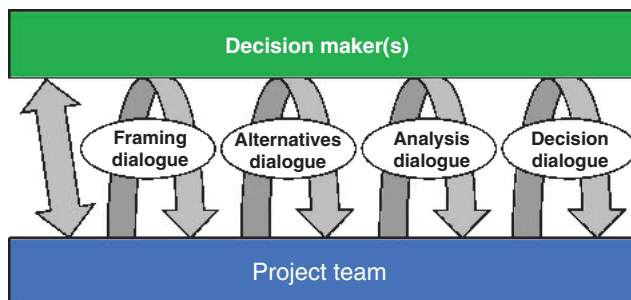 Decision maker(s)
Framing
dialogue
Alternatives
dialogue
Analysis
dialogue
Decision
dialogue
Project team